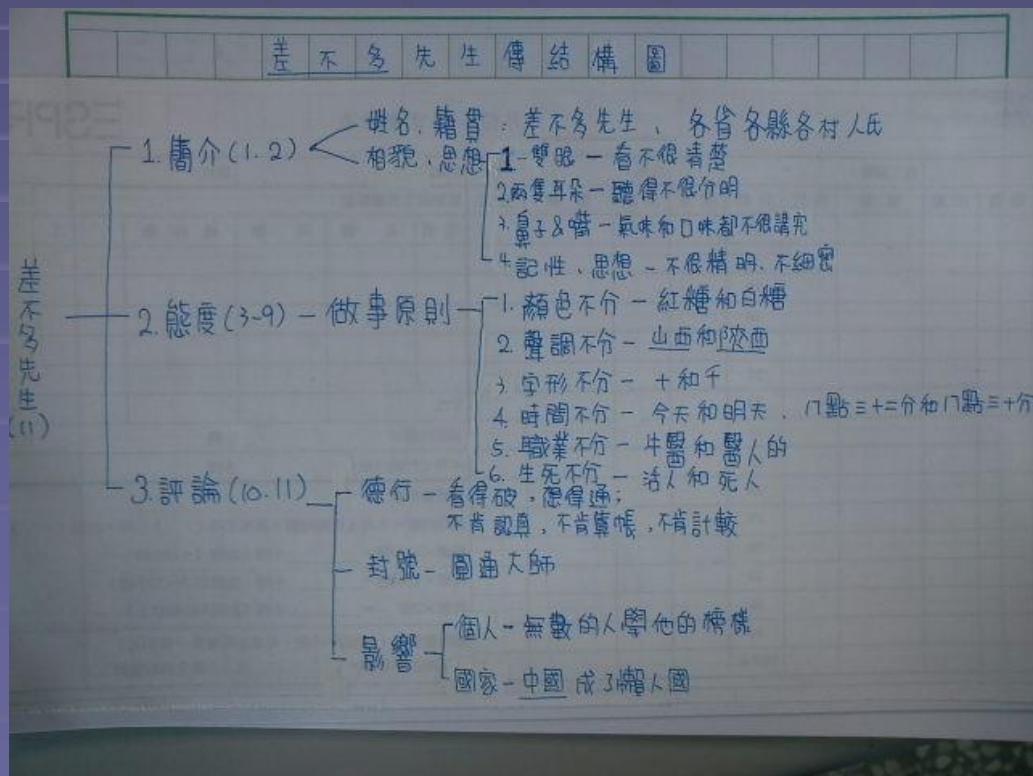 差不多先生傳結構圖
差不多先生(11)
1.簡介(1.2)
姓名、籍貫:差不多先生、各省各縣各村人氏
相貌、思想
1-雙眼-看不很清楚
2.兩隻耳朵-聽得不很分明
3.鼻子&嘴-氣味和口味都不很講究
4.記性、思想-不很精明、不細密
2.態度(3-9)-做事原則
1.顏色不分-紅糖和白糖
2.聲調不分-山西和陝西
3.字形不分-十和千
4.時間不分-今天和明天、八點三十二分和八點三十分
5.職業不分-牛醫和醫人的
6.生死不分-活人和死人
3.評論(10.11)
德行-看得破,想得通;
不肯認真,不肯算帳,不肯計較
封號-圓通大師
影響
個人-無數的人學他的榜樣
國家-中國成了懶人國